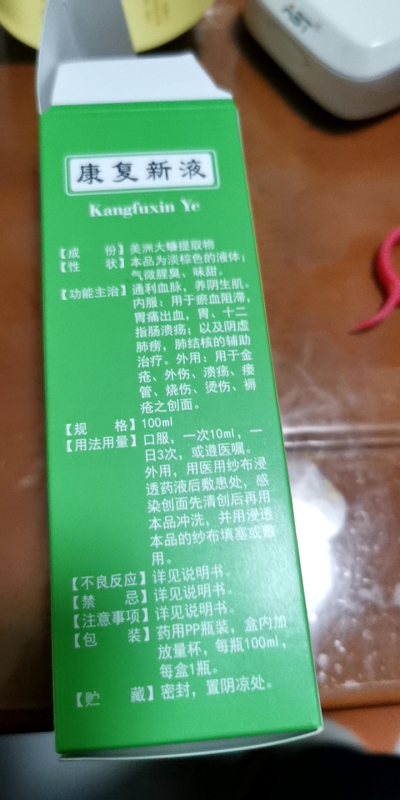 康复新液
Kangfuxin Ye
【成 份】美洲大蠊提取物
【性 状】本品为淡棕色的液体；
气微腥臭、味甜。
【功能主治】通利血脉，养阴生肌。
内服：用于瘀血阻滞，
胃痛出血，胃、十二
指肠溃疡；以及阴虚
肺痨，肺结核的辅助
治疗。外用：用于金
疮、外伤、溃疡、瘘
管、烧伤、烫伤、褥
疮之创面。
【规 格】100ml
【用法用量】口服，一次10ml，一
日3次，或遵医嘱。
外用，用医用纱布浸
透药液后敷患处，感
染创面先清创后再用
本品冲洗，并用浸透
本品的纱布填塞或敷
用。
【不良反应】详见说明书。
【禁 忌】详见说明书。
【注意事项】详见说明书。
【包 装】药用PP瓶装，盒内加
放量杯，每瓶100ml，
每盒1瓶。
【贮 藏】密封，置阴凉处。